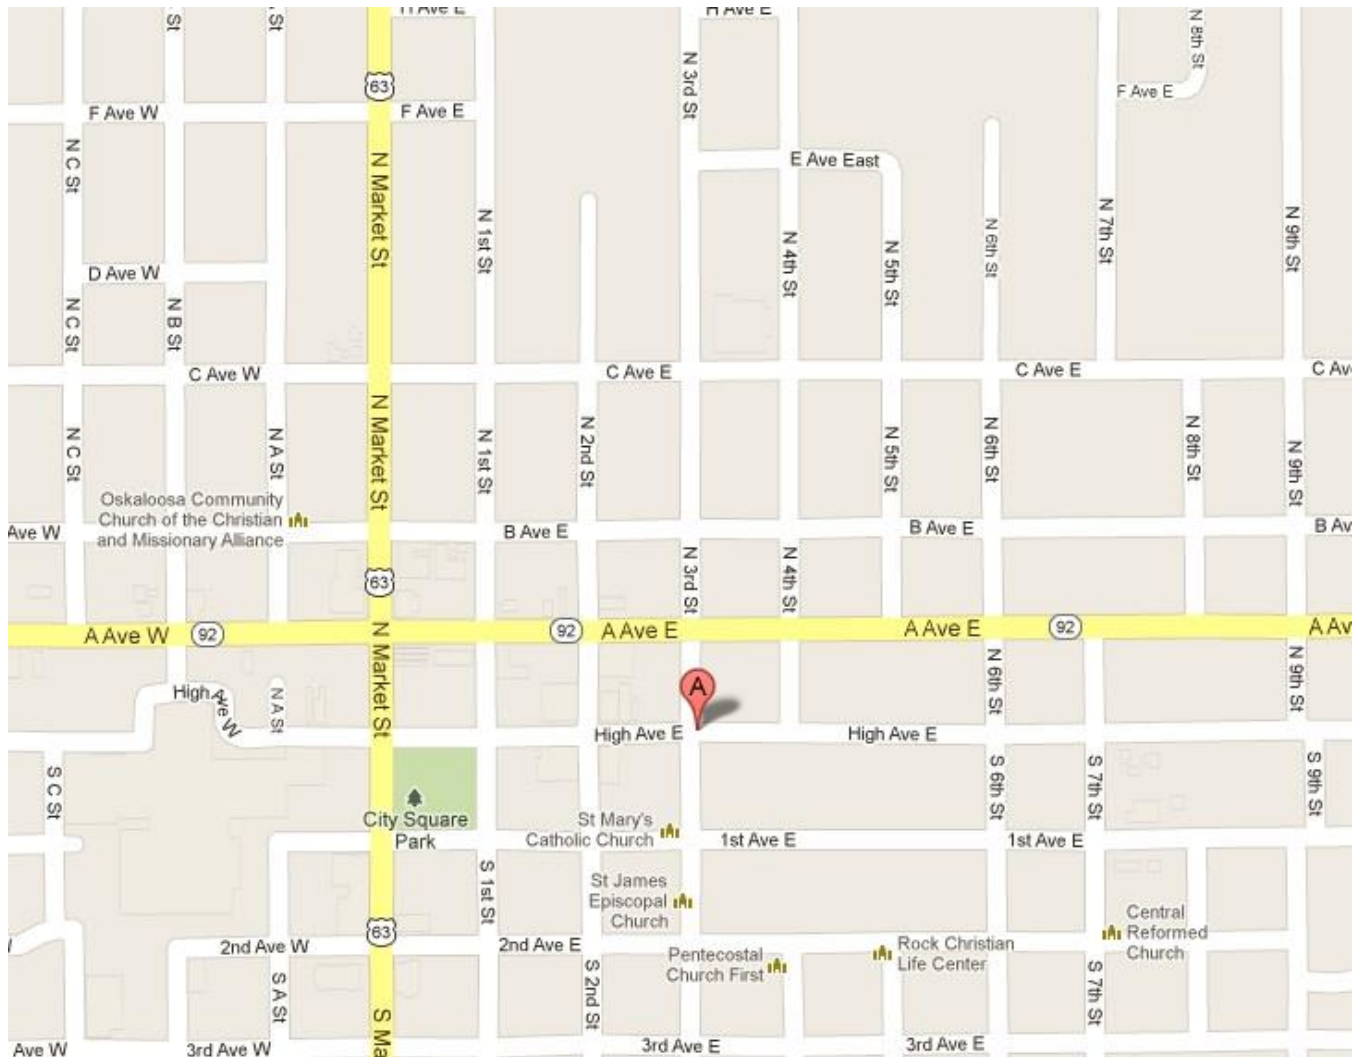 St
St
H Ave E
H Ave E
N 8th St
63
N 3rd St
F Ave E
F Ave W
F Ave E
N C St
N Market St
E Ave East
N 1st St
N 4th St
N 5th St
N 6th St
N 7th St
N 9th St
D Ave W
N C St
N B St
C Ave W
C Ave E
C Ave E
C Av
N Market St
N C St
N A St
N 1st St
N 2nd St
N 5th St
N 6th St
N 8th St
N 9th St
Oskaloosa Community
Church of the Christian
and Missionary Alliance
Ave W
B Ave E
B Ave E
B Av
63
N 3rd St
N 4th St
A Ave W
92
92
A Ave E
A Ave E
92
A Av
N Market St
High Ave W
N A St
A
N 6th St
N 9th St
High Ave E
High Ave E
S C St
S 6th St
S 7th St
S 9th St
City Square
Park
St Mary's
Catholic Church
1st Ave E
1st Ave E
S 1st St
St James
Episcopal
Church
63
2nd Ave W
2nd Ave E
Pentecostal
Church First
Rock Christian
Life Center
Central
Reformed
Church
S A St
S 2nd St
S 7th St
S Ma
Ave W
3rd Ave W
3rd Ave E
3rd Ave E